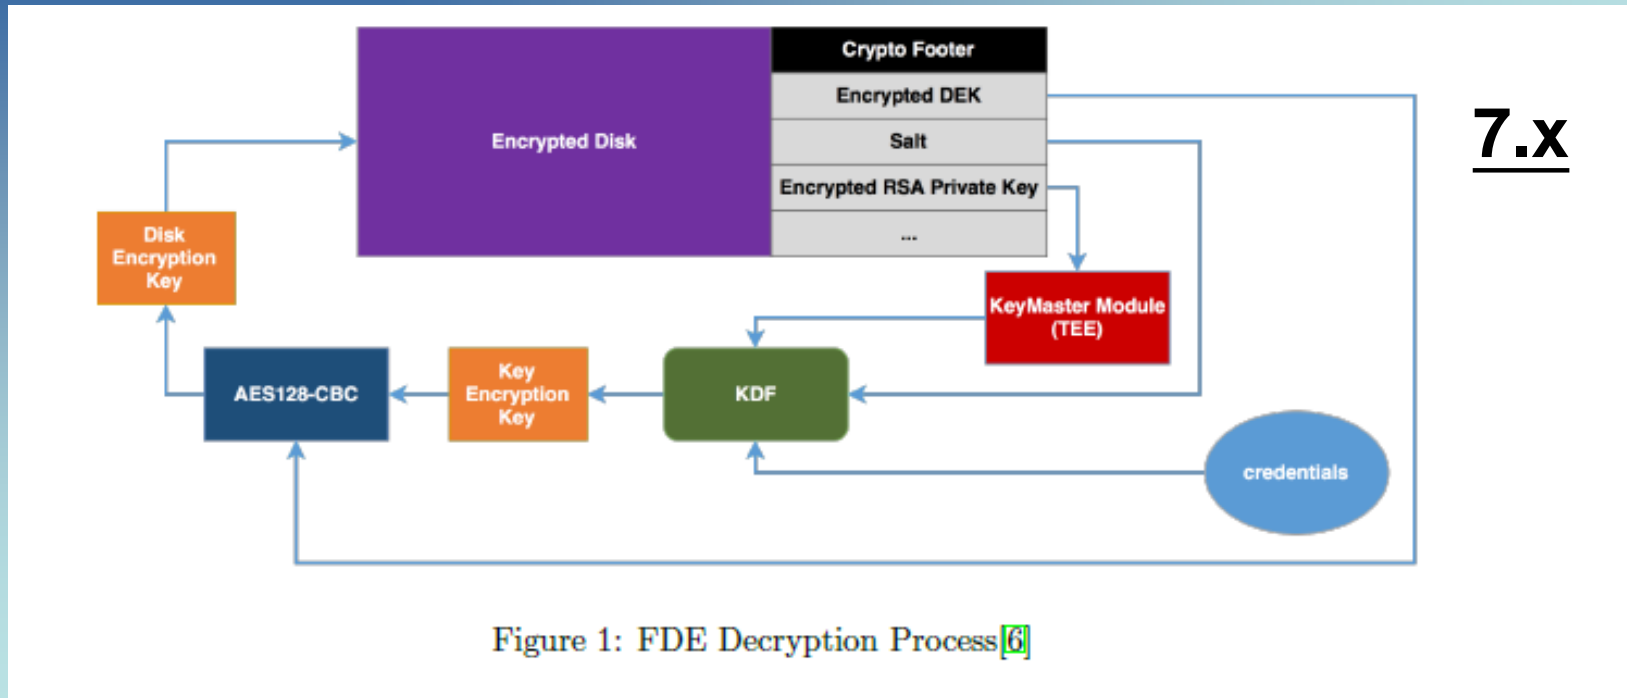 Crypto Footer
Encrypted DEK
7.x
Encrypted Disk
Salt
Encrypted RSA Private Key
...
Disk
Encryption
Key
KeyMaster Module
(TEE)
AES128-CBC
Key
Encryption
Key
KDF
credentials
Figure 1: FDE Decryption Process[6]